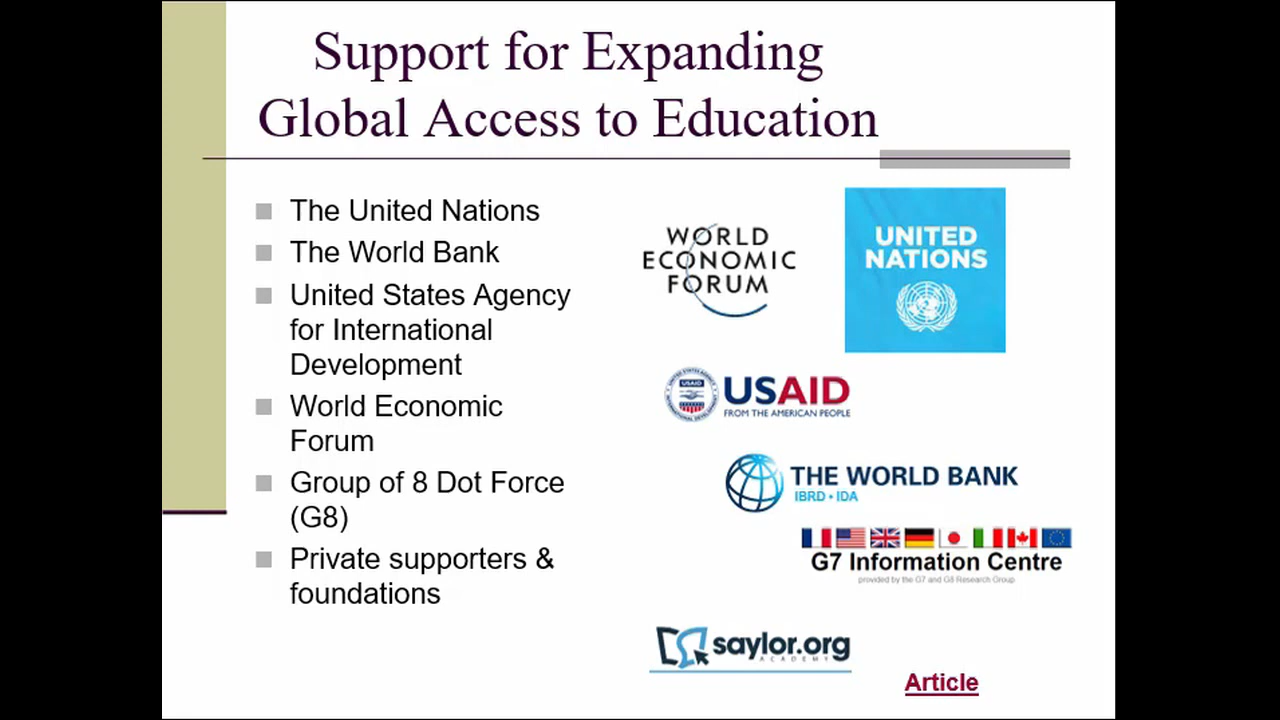 Support for Expanding
Global Access to Education
The United Nations
The World Bank
United States Agency
for International
Development
World Economic
Forum
Group of 8 Dot Force
(G8)
Private supporters &
foundations
WORLD
ECONOMIC
FORUM
UNITED
NATIONS
USAID
USAID
FROM THE AMERICAN PEOPLE
THE WORLD BANK
IBRD • IDA
G7 Information Centre
provided by the G7 and G8 Research Group
saylor.org
ACADEMY
Article